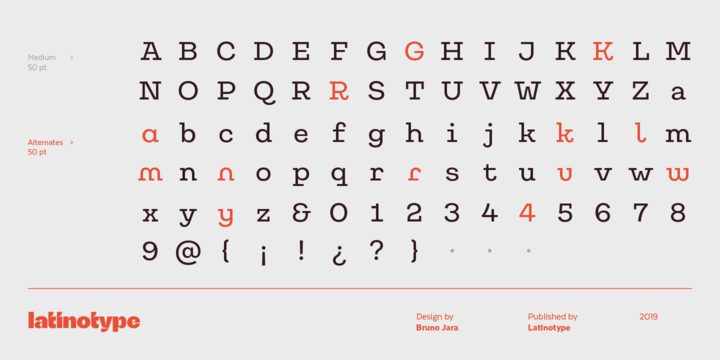 Medium >
50 pt
A B C D E F G G H I J K K L M
N O P Q R R S T U V W X Y Z a
Alternates >
50 pt
a b c d e f g h i j k k l l m
m n n o p q r r s t u u v w w
x y y z & 0 1 2 3 4 4 5 6 7 8
9 @ { ¡ ! ¿ ? } . . .
latinotype
Design by
Bruno Jara
Published by
Latinotype
2019